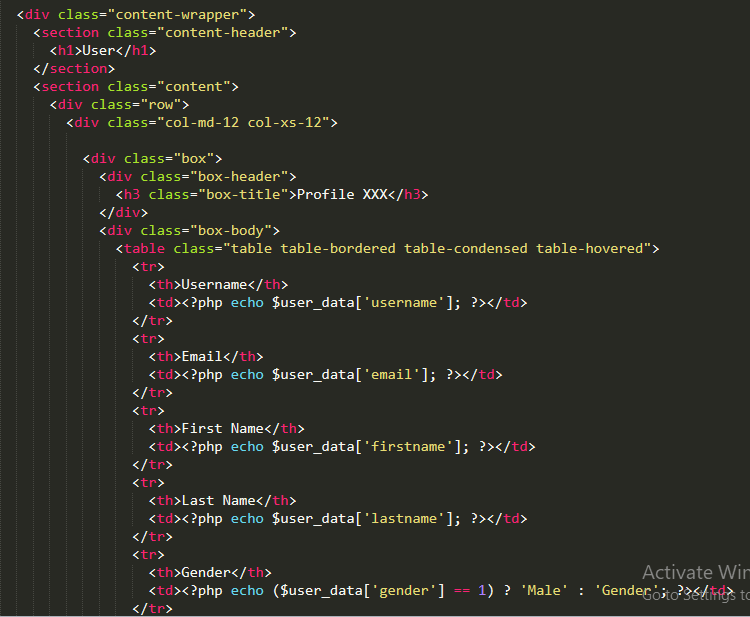 <div class="content-wrapper">
<section class="content-header">
<h1>User</h1>
</section>
<section class="content">
<div class="row">
<div class="col-md-12 col-xs-12">
<div class="box">
<div class="box-header">
<h3 class="box-title">Profile XXX</h3>
</div>
<div class="box-body">
<table class="table table-bordered table-condensed table-hovered">
<tr>
<th>Username</th>
<td><?php echo $user_data['username']; ?></td>
</tr>
<tr>
<th>Email</th>
<td><?php echo $user_data['email']; ?></td>
</tr>
<tr>
<th>First Name</th>
<td><?php echo $user_data['firstname']; ?></td>
</tr>
<tr>
<th>Last Name</th>
<td><?php echo $user_data['lastname']; ?></td>
</tr>
<tr>
<th>Gender</th>
<td><?php echo ($user_data['gender'] == 1) ? 'Male' : 'Gender'; ?></td>
</tr>
Activate Win
Go to Settings to